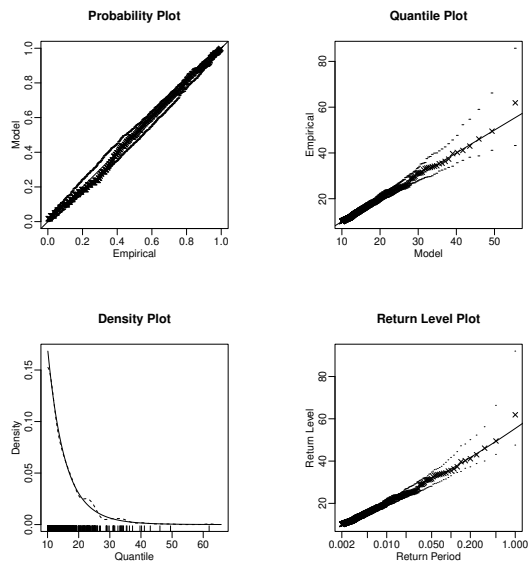 Probability Plot
Model
0.0 0.2 0.4 0.6 0.8 1.0
0.0 0.2 0.4 0.6 0.8 1.0
Empirical
Quantile Plot
Empirical
20 40 60 80
10 20 30 40 50
Model
Density Plot
Density
0.00 0.05 0.10 0.15
10 20 30 40 50 60
Quantile
Return Level Plot
Return Level
20 40 60 80
0.002 0.010 0.050 0.200 1.000
Return Period